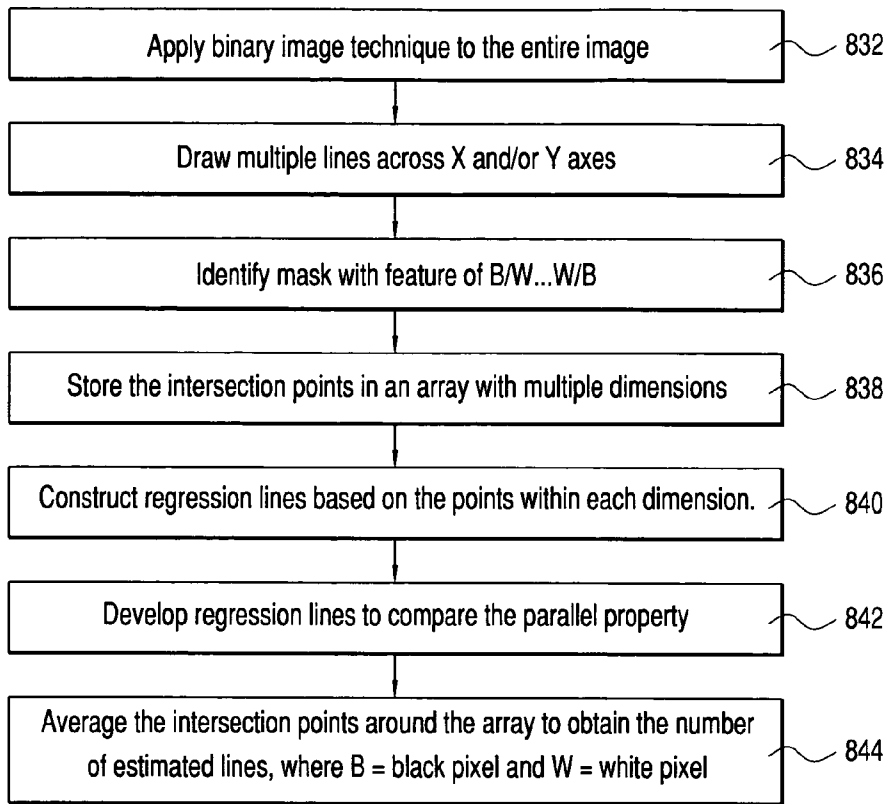 Apply binary image technique to the entire image
832
Draw multiple lines across X and/or Y axes
834
Identify mask with feature of B/W...W/B
836
Store the intersection points in an array with multiple dimensions
838
Construct regression lines based on the points within each dimension.
840
Develop regression lines to compare the parallel property
842
Average the intersection points around the array to obtain the number
of estimated lines, where B = black pixel and W = white pixel
844